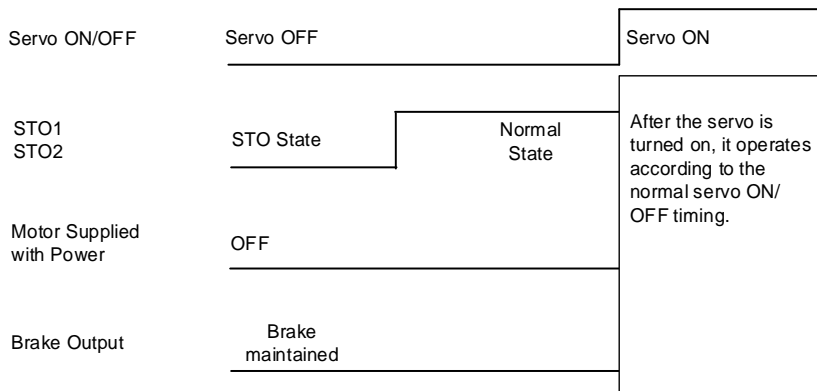 Servo ON/OFF
Servo OFF
Servo ON
STO1
STO2
STO State
Normal
State
After the servo is
turned on, it operates
according to the
normal servo ON/
OFF timing.
Motor Supplied
with Power
OFF
Brake Output
Brake
maintained